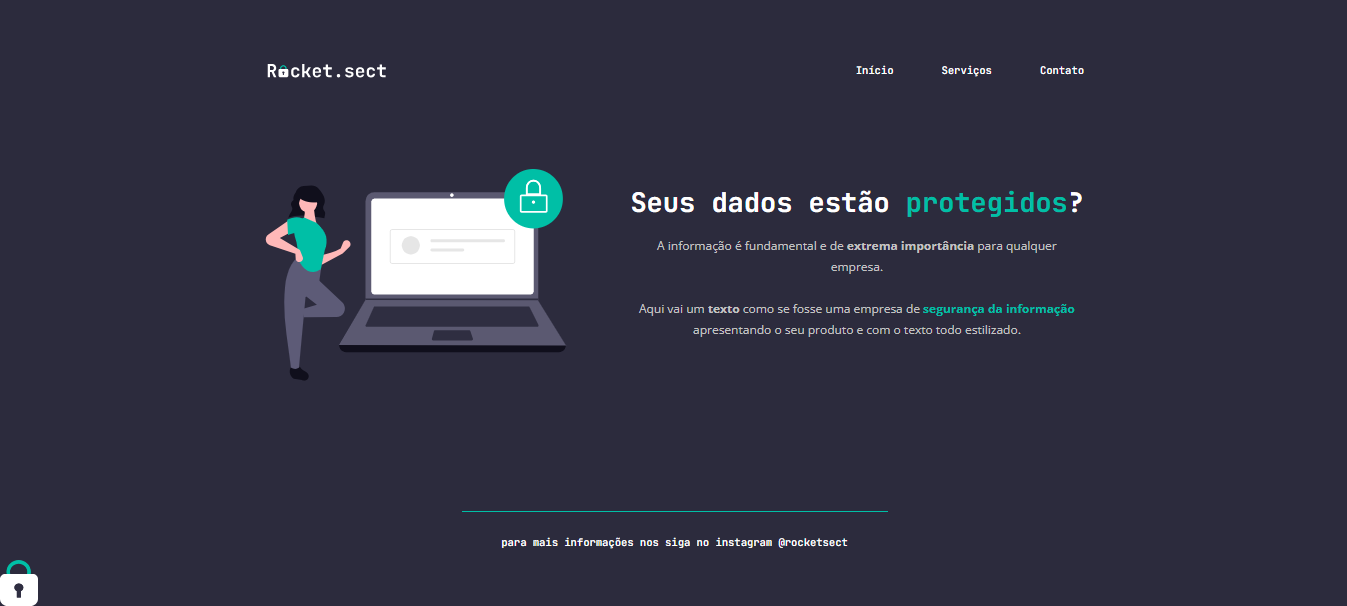 Rocket.sect
Início Serviços Contato
Seus dados estão protegidos?
A informação é fundamental e de extrema importância para qualquer
empresa.
Aqui vai um texto como se fosse uma empresa de segurança da informação
apresentando o seu produto e com o texto todo estilizado.
para mais informações nos siga no instagram @rocketsect